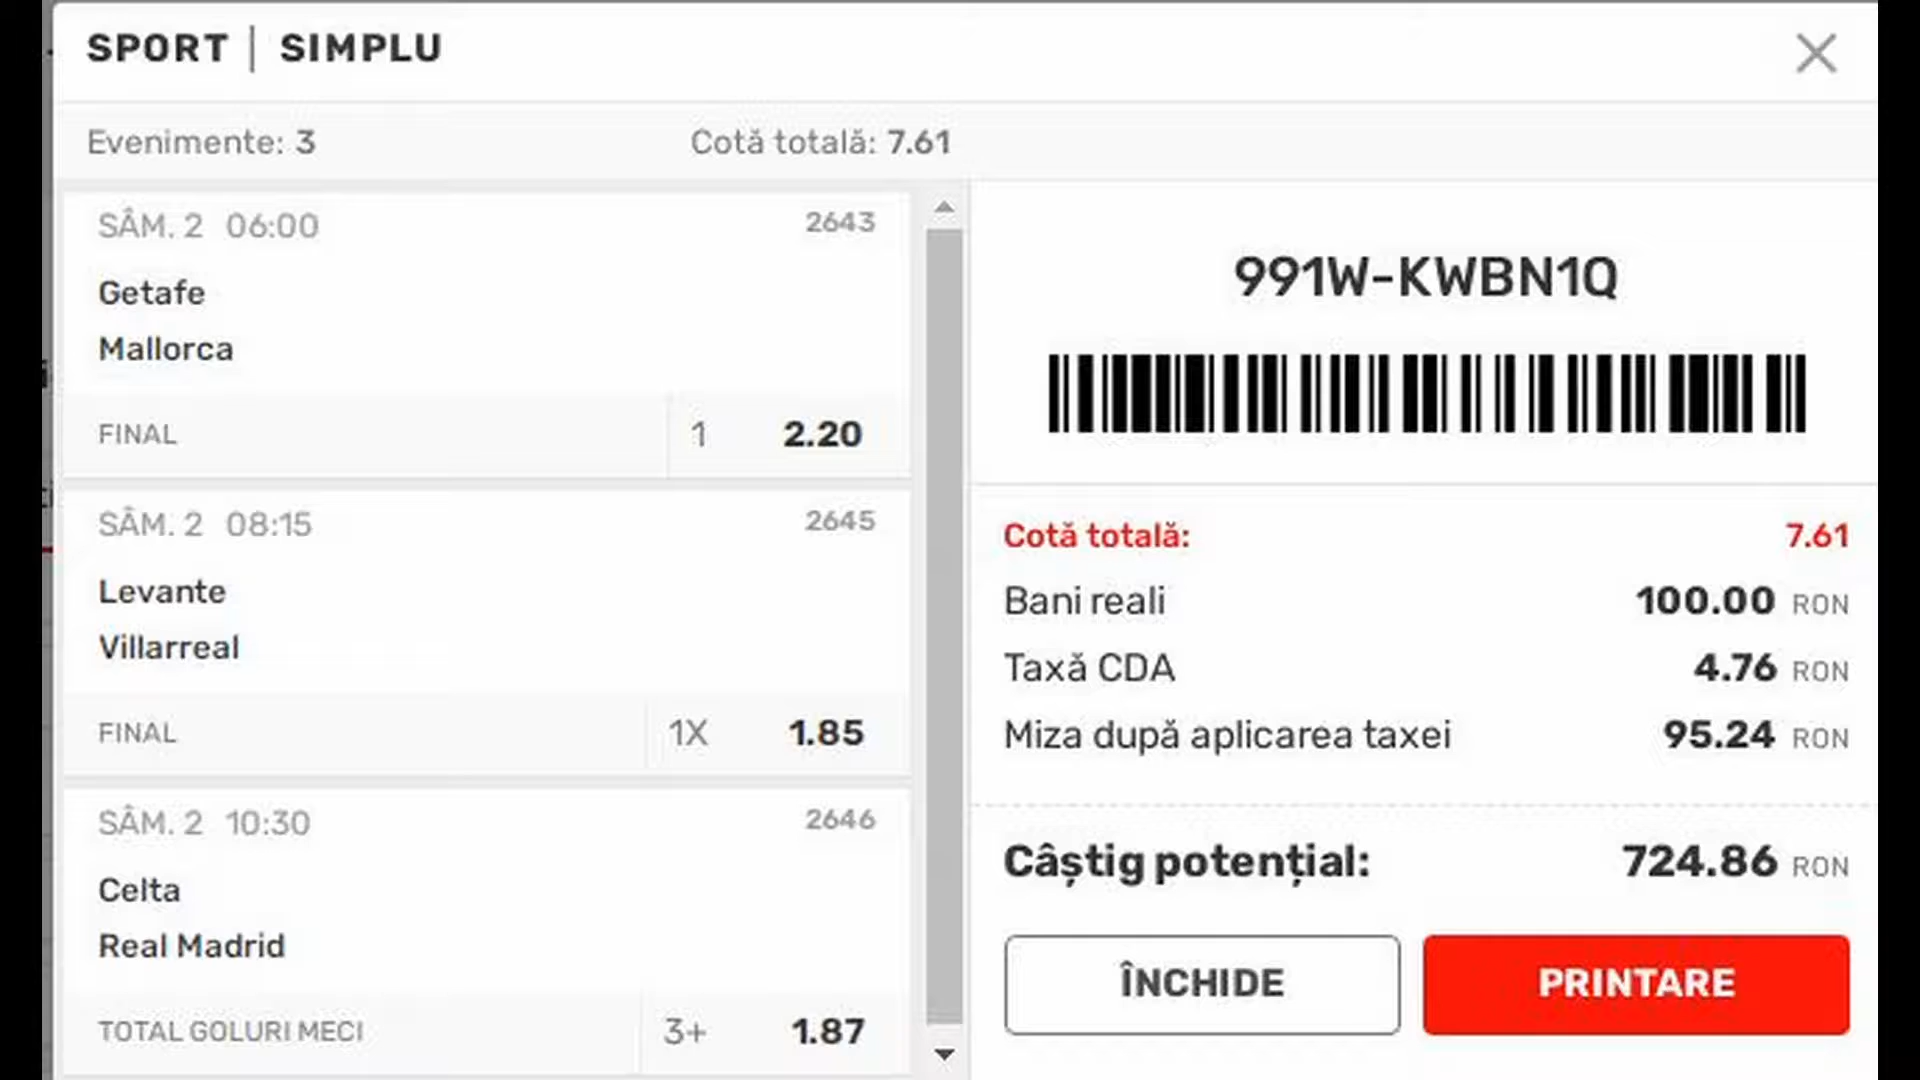 SPORT | SIMPLU
Evenimente: 3
Cotă totală: 7.61
SÂM. 2 06:00 2643
Getafe
Mallorca
FINAL 1 2.20
SÂM. 2 08:15 2645
Levante
Villarreal
FINAL 1X 1.85
SÂM. 2 10:30 2646
Celta
Real Madrid
TOTAL GOLURI MECI 3+ 1.87
991W-KWBN1Q
Cotă totală: 7.61
Bani reali 100.00 RON
Taxă CDA 4.76 RON
Miza după aplicarea taxei 95.24 RON
Câștig potențial: 724.86 RON
ÎNCHIDE
PRINTARE